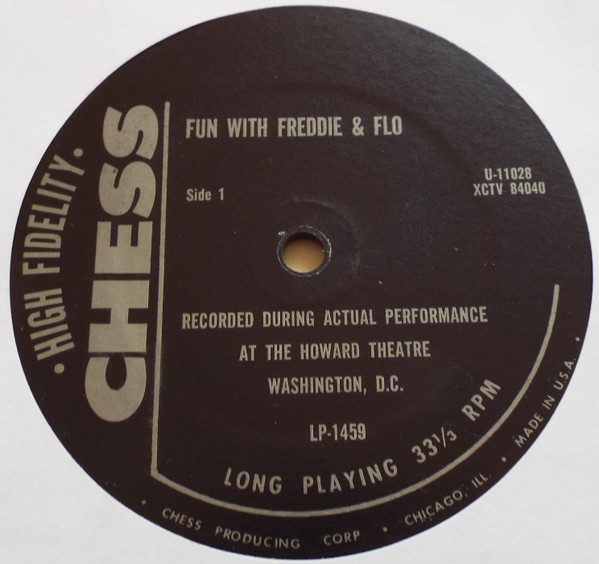 • HIGH FIDELITY •
CHESS
FUN WITH FREDDIE & FLO
Side 1
U-11028
XCTV 84040
RECORDED DURING ACTUAL PERFORMANCE
AT THE HOWARD THEATRE
WASHINGTON, D.C.
LP-1459
LONG PLAYING 33⅓ RPM
• CHESS PRODUCING CORP. • CHICAGO, ILL. • MADE IN U.S.A. •